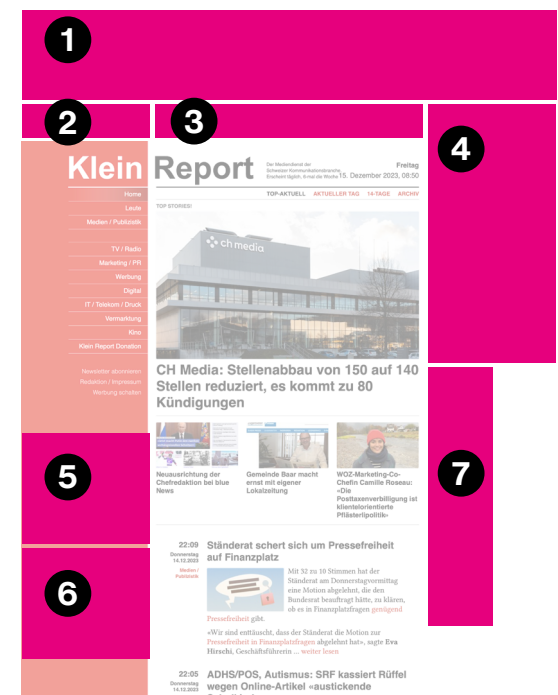 1
2
3
4
Klein Report
Der Mediendienst der
Schweizer Kommunikationsbranche.
Erscheint täglich, 6 mal die Woche
Freitag
15. Dezember 2023, 08:50
TOP-AKTUELL AKTUELLER TAG 14-TAGE ARCHIV
Home
Leute
Medien / Publizistik
TV / Radio
Marketing / PR
Werbung
Digital
IT / Telekom / Druck
Vermarktung
Kino
Klein Report Donation
Newsletter abonnieren
Redaktion / Impressum
Werbung schalten
TOP STORIES!
ch media
CH Media: Stellenabbau von 150 auf 140
Stellen reduziert, es kommt zu 80
Kündigungen
5
6
7
Neuausrichtung der
Chefredaktion bei blue
News
Gemeinde Baar macht
ernst mit eigener
Lokalzeitung
WOZ-Marketing-Co-
Chefin Camille Roseau:
«Die
Posttaxenverbilligung ist
klientelorientierte
Pflästerlipolitik»
22:09
Donnerstag
14.12.2023
Medien /
Publizistik
Ständerat schert sich um Pressefreiheit
auf Finanzplatz
Mit 32 zu 10 Stimmen hat der
Ständerat am Donnerstagvormittag
eine Motion abgelehnt, die den
Bundesrat beauftragt hätte, zu klären,
ob es in Finanzplatzfragen genügend
Pressefreiheit gibt.
«Wir sind enttäuscht, dass der Ständerat die Motion zur
Pressefreiheit in Finanzplatzfragen abgelehnt hat», sagte Eva
Hirschi, Geschäftsführerin ... weiter lesen
22:05
Donnerstag
14.12.2023
ADHS/POS, Autismus: SRF kassiert Rüffel
wegen Online-Artikel «austickende